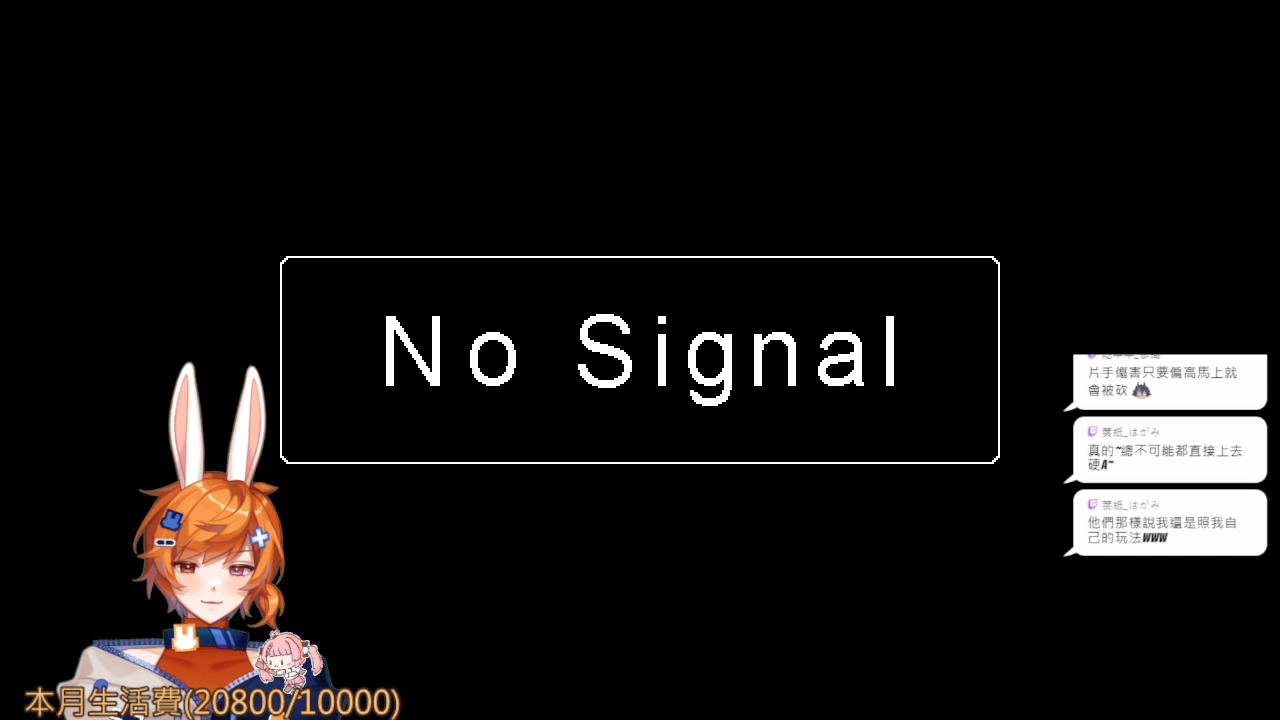 No Signal
片手傷害只要偏高馬上就
會被砍
葉紙_はがみ
真的~總不可能都直接上去
硬A~
葉紙_はがみ
他們那樣說我還是照我自
己的玩法WWW
本月生活費(20800/10000)